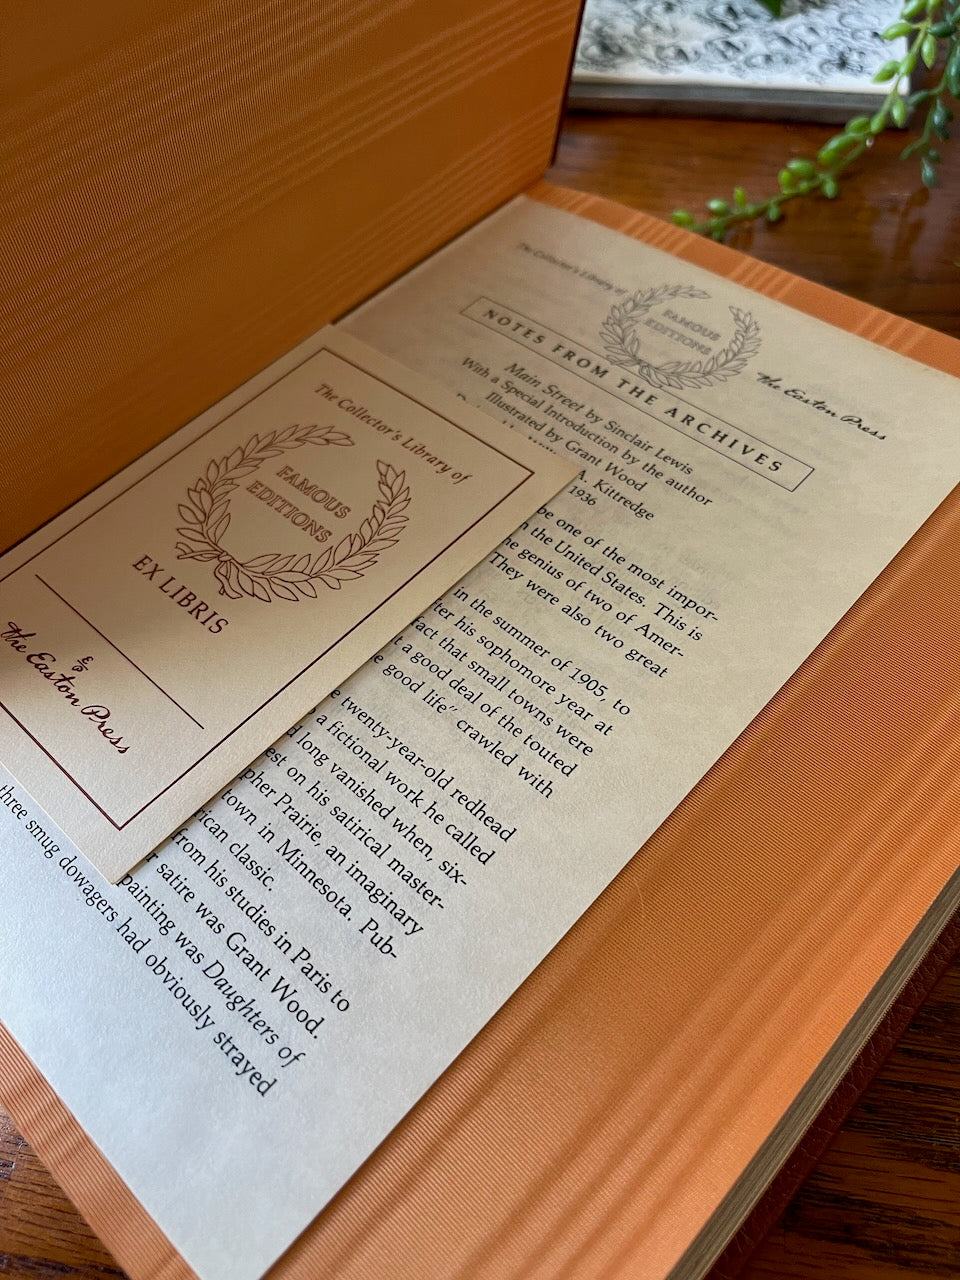 The Collector's Library of
FAMOUS
EDITIONS
The Easton Press
NOTES FROM THE ARCHIVES
Main Street by Sinclair Lewis
With a Special Introduction by the author
Illustrated by Grant Wood
A. Kittredge
1936
be one of the most impor-
the United States. This is
genius of two of Amer-
They were also two great
in the summer of 1905, to
his sophomore year at
fact that small towns were
a good deal of the touted
good life" crawled with
twenty-year-old redhead
a fictional work he called
long vanished when, six-
on his satirical master-
Prairie, an imaginary
town in Minnesota. Pub-
classic.
from his studies in Paris to
satire was Grant Wood.
painting was Daughters of
three smug dowagers had obviously strayed
The Collector's Library of
FAMOUS
EDITIONS
EX LIBRIS
The Easton Press